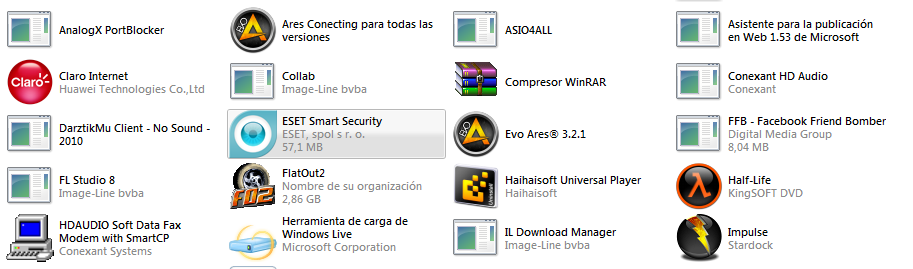 AnalogX PortBlocker
Ares Conecting para todas las
versiones
ASIO4ALL
Asistente para la publicación
en Web 1.53 de Microsoft
Claro
Claro Internet
Huawei Technologies Co.,Ltd
Collab
Image-Line bvba
Compresor WinRAR
Conexant HD Audio
Conexant
DarztikMu Client - No Sound -
2010
ESET Smart Security
ESET, spol s r. o.
57,1 MB
EVO
Evo Ares® 3.2.1
FFB - Facebook Friend Bomber
Digital Media Group
8,04 MB
FL Studio 8
Image-Line bvba
FO2
FlatOut2
Nombre de su organización
2,86 GB
Uninstall
Haihaisoft Universal Player
Haihaisoft
Half-Life
KingSOFT DVD
HDAUDIO Soft Data Fax
Modem with SmartCP
Conexant Systems
Herramienta de carga de
Windows Live
Microsoft Corporation
IL Download Manager
Image-Line bvba
Impulse
Stardock